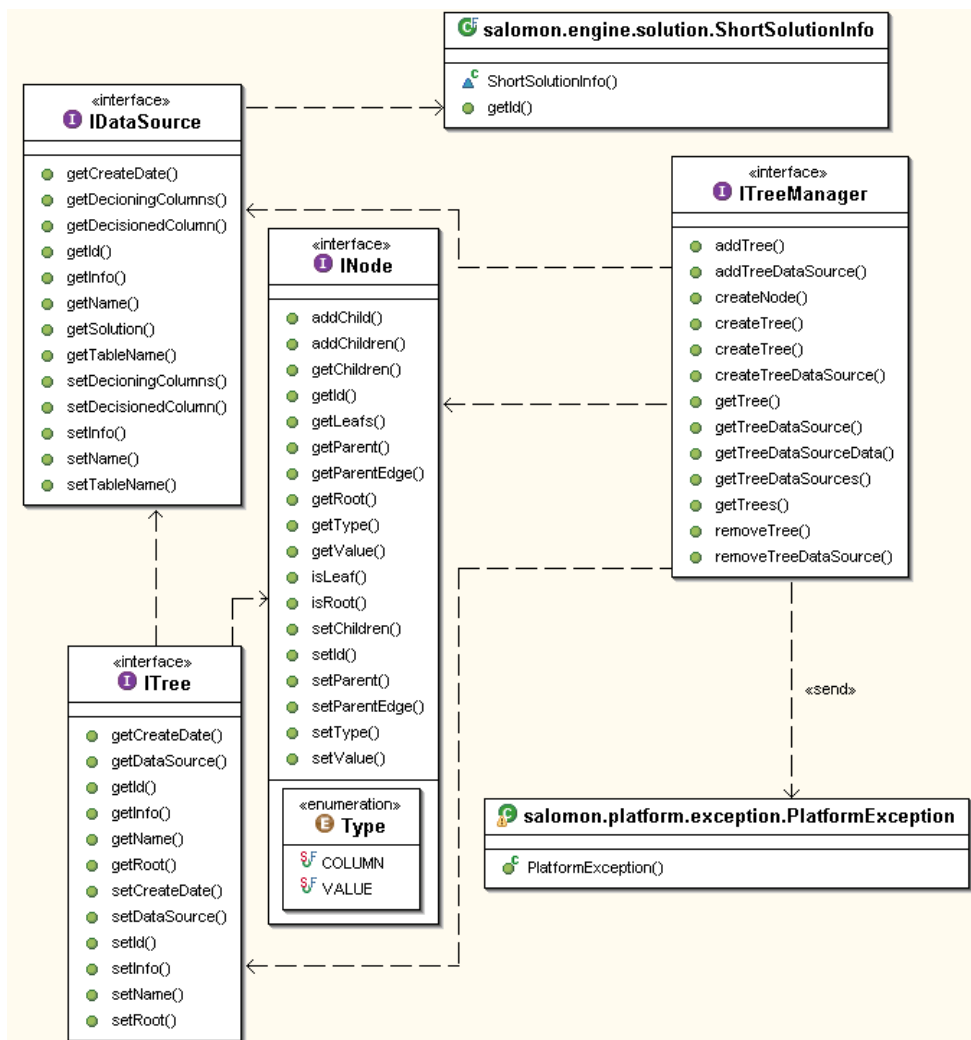 salomon.engine.solution.ShortSolutionInfo
ShortSolutionInfo()
getId()
«interface»
IDataSource
getCreateDate()
getDecioningColumns()
getDecisionedColumn()
getId()
getInfo()
getName()
getSolution()
getTableName()
setDecioningColumns()
setDecisionedColumn()
setInfo()
setName()
setTableName()
«interface»
INode
addChild()
addChildren()
getChildren()
getId()
getLeafs()
getParent()
getParentEdge()
getRoot()
getType()
getValue()
isLeaf()
isRoot()
setChildren()
setId()
setParent()
setParentEdge()
setType()
setValue()
«enumeration»
Type
COLUMN
VALUE
«interface»
ITreeManager
addTree()
addTreeDataSource()
createNode()
createTree()
createTree()
createTreeDataSource()
getTree()
getTreeDataSource()
getTreeDataSourceData()
getTreeDataSources()
getTrees()
removeTree()
removeTreeDataSource()
«send»
«interface»
ITree
getCreateDate()
getDataSource()
getId()
getInfo()
getName()
getRoot()
setCreateDate()
setDataSource()
setId()
setInfo()
setName()
setRoot()
salomon.platform.exception.PlatformException
PlatformException()